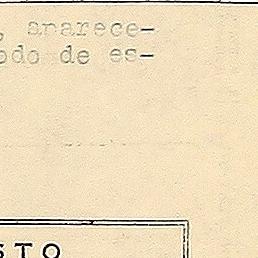 , aparece-
odo de es-
STO